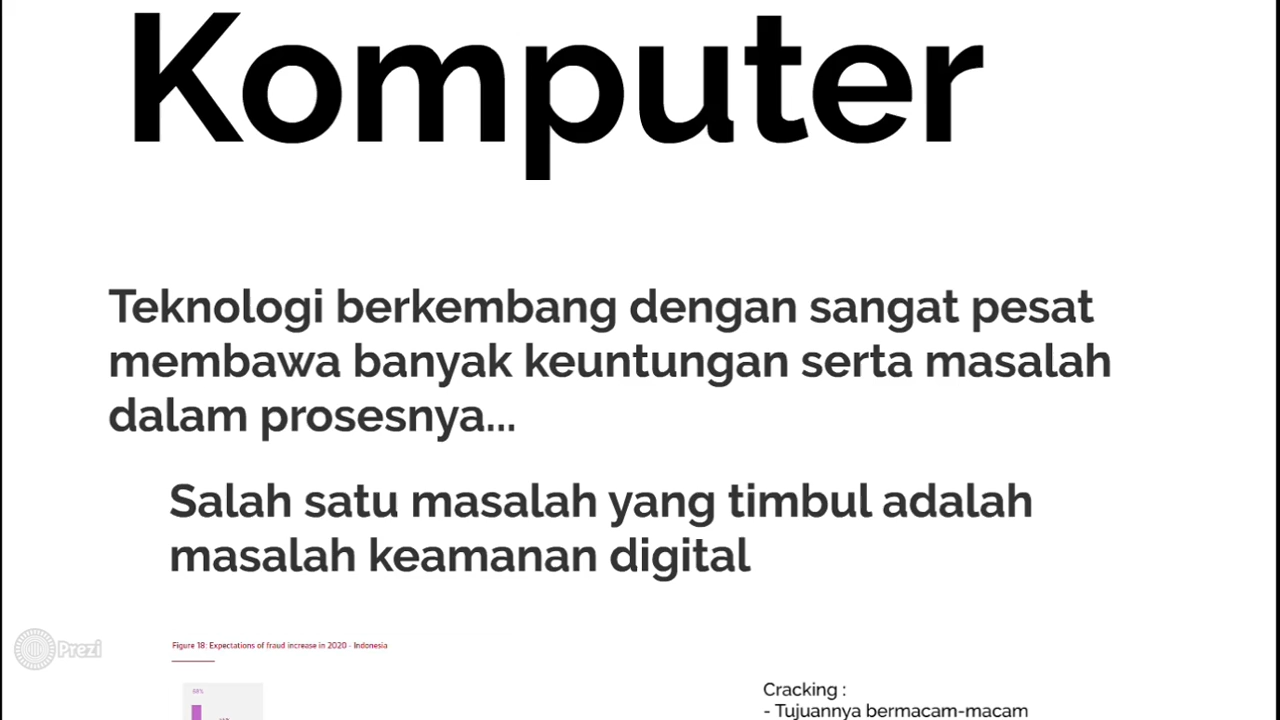 Komputer
Teknologi berkembang dengan sangat pesat
membawa banyak keuntungan serta masalah
dalam prosesnya...
Salah satu masalah yang timbul adalah
masalah keamanan digital
Prezi
Figure 18: Expectations of fraud increase in 2020 - Indonesia
Cracking :
- Tujuannya bermacam-macam